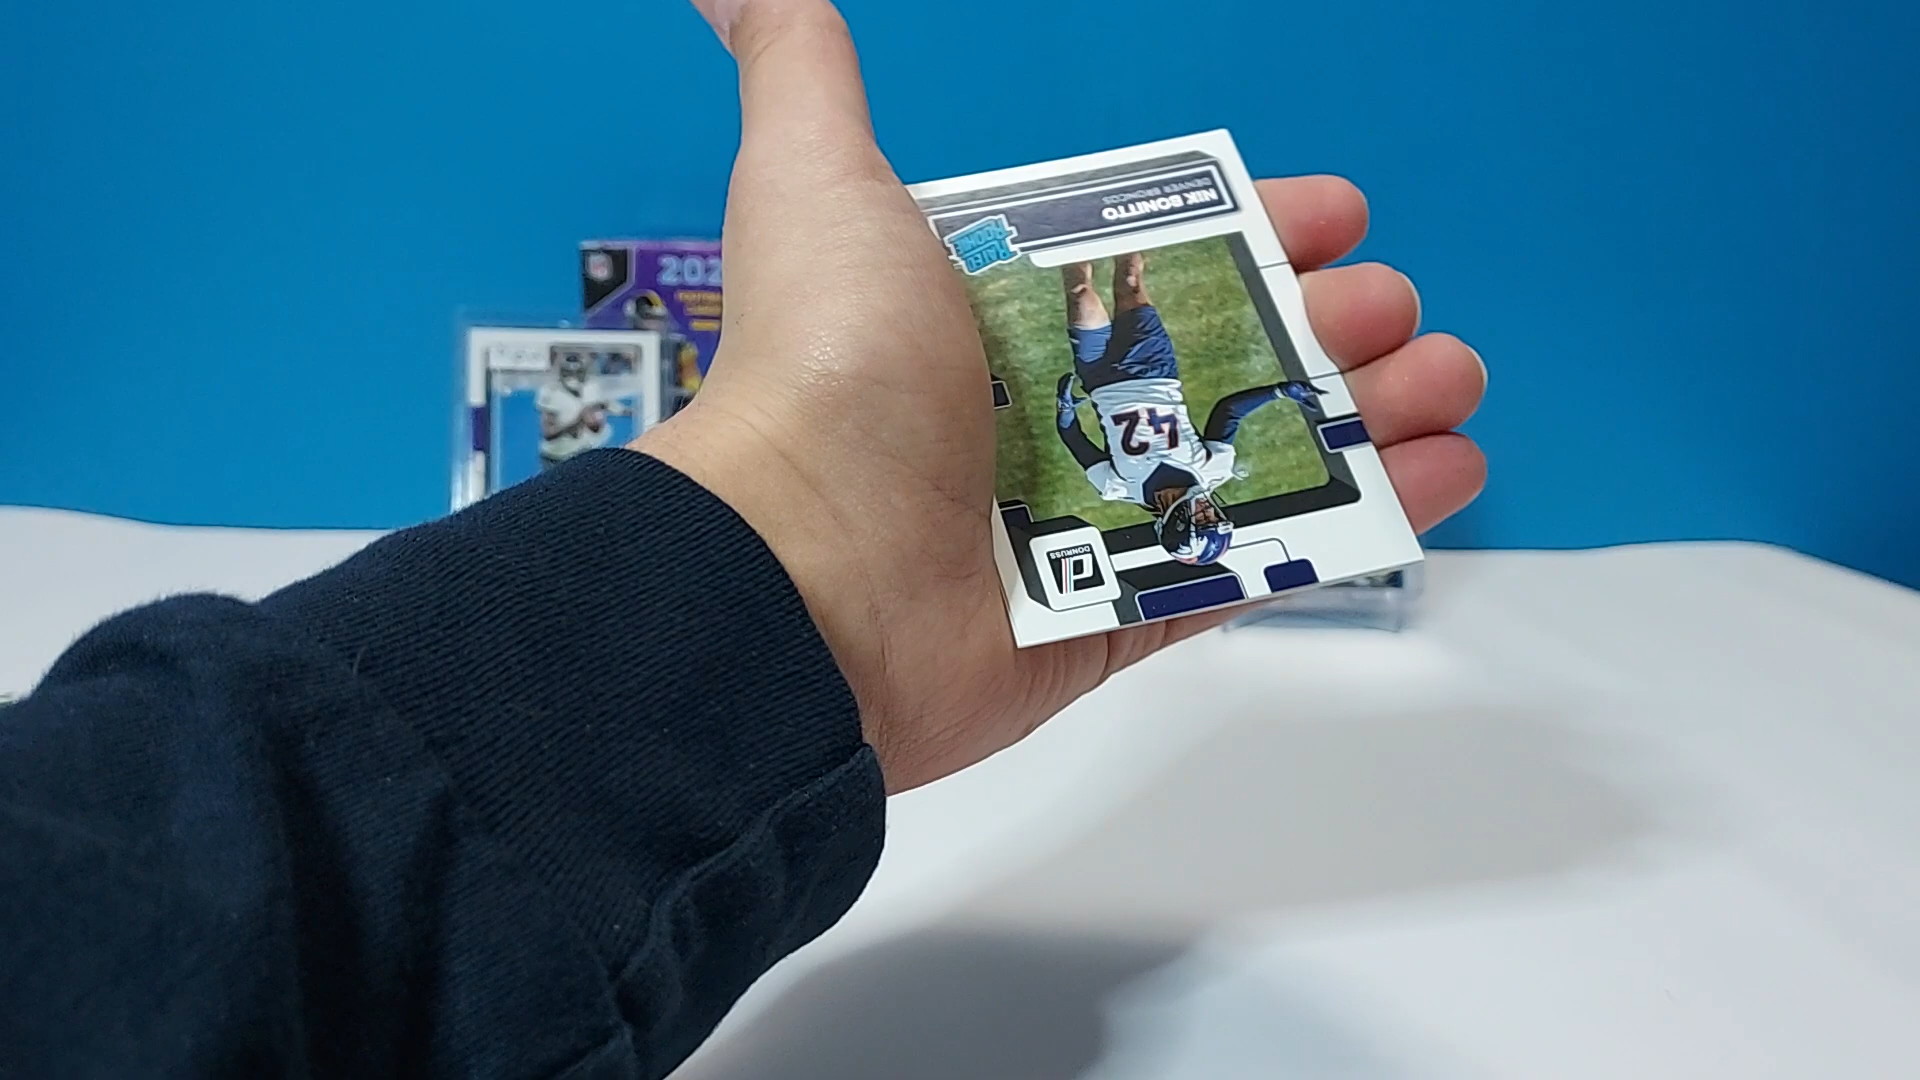 NIK BONITTO
DENVER BRONCOS
RATED
ROOKIE
42
DONRUSS
202